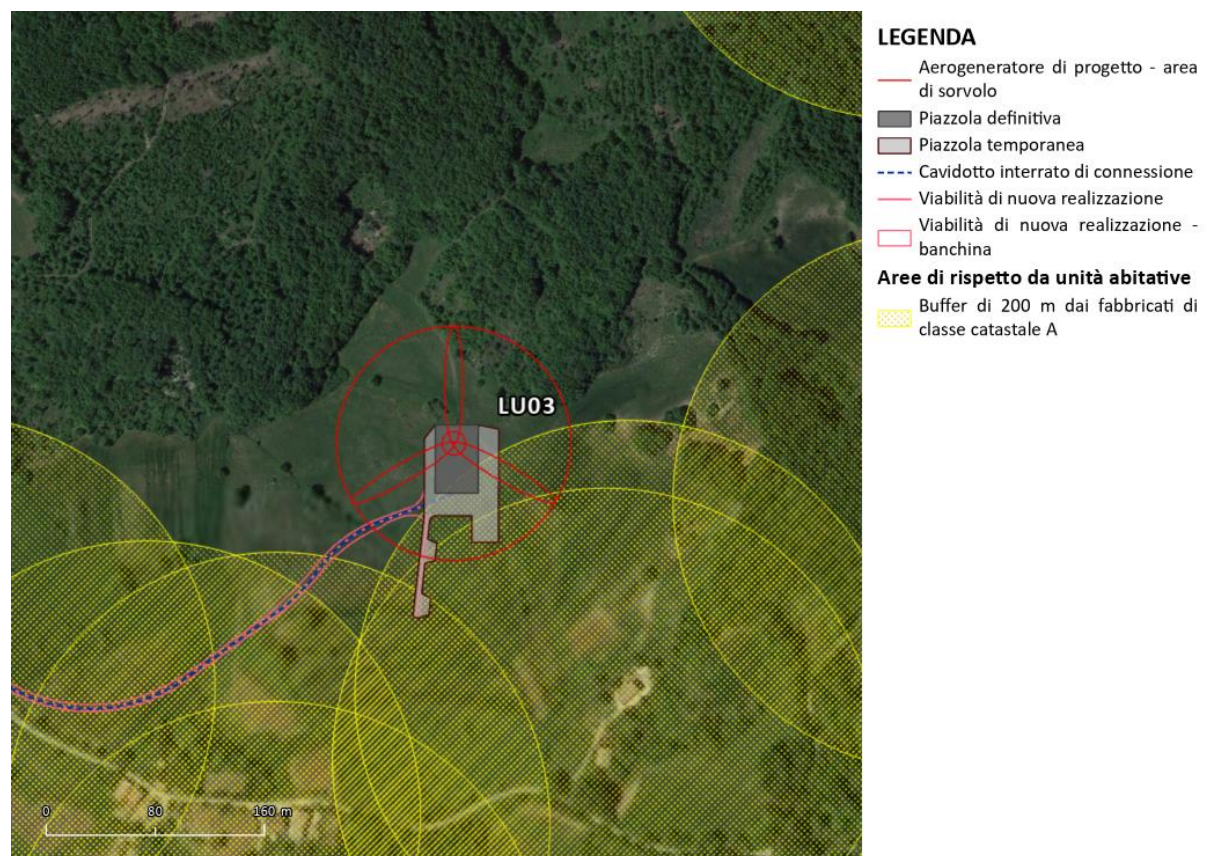 LU03
0 80 160 m
LEGENDA
Aerogeneratore di progetto - area
di sorvolo
Piazzola definitiva
Piazzola temporanea
Cavidotto interrato di connessione
Viabilità di nuova realizzazione
Viabilità di nuova realizzazione -
banchina
Aree di rispetto da unità abitative
Buffer di 200 m dai fabbricati di
classe catastale A